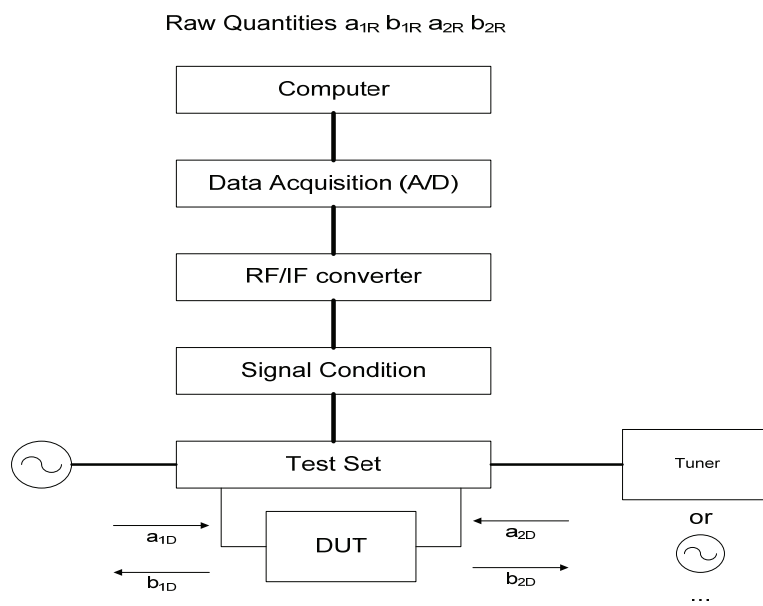 Raw Quantities a1R b1R a2R b2R
Computer
Data Acquisition (A/D)
RF/IF converter
Signal Condition
Test Set
Tuner
or
a1D
DUT
a2D
b1D
b2D
...